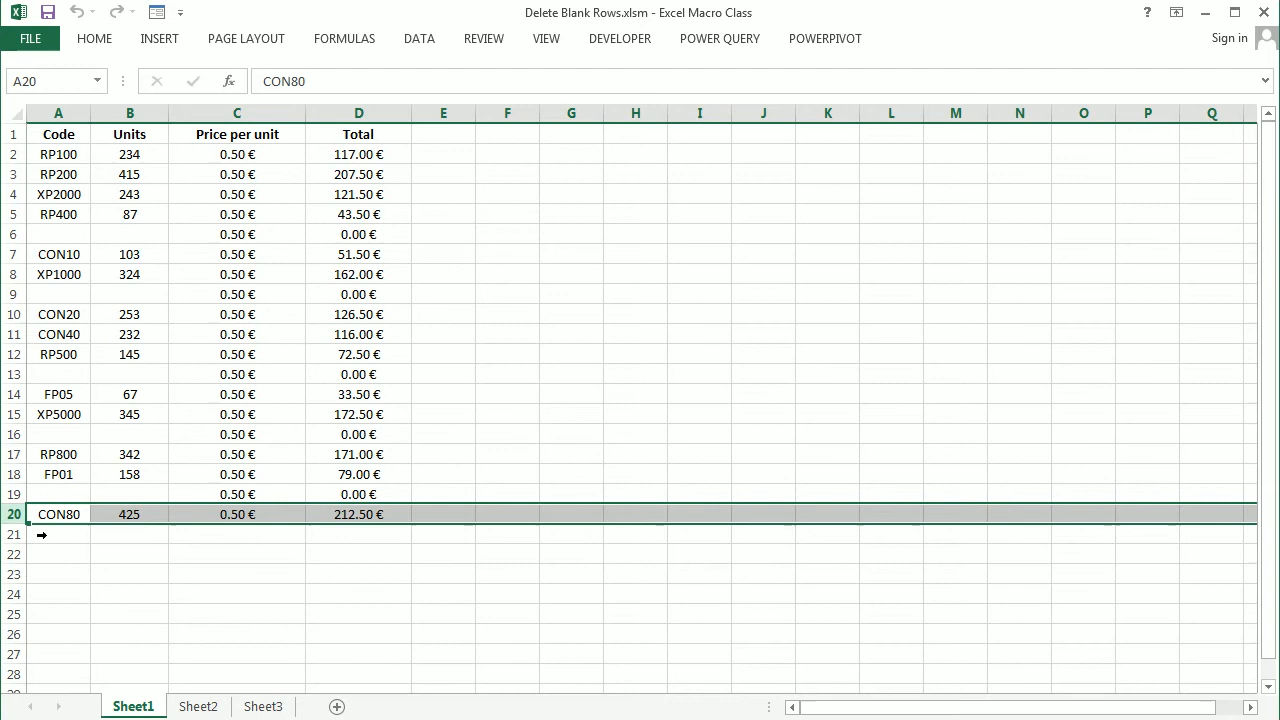 Delete Blank Rows.xlsm - Excel Macro Class
FILE HOME INSERT PAGE LAYOUT FORMULAS DATA REVIEW VIEW DEVELOPER POWER QUERY POWERPIVOT Sign in
A20 fx CON80
A B C D E F G H I J K L M N O P Q
1 Code Units Price per unit Total
2 RP100 234 0.50 € 117.00 €
3 RP200 415 0.50 € 207.50 €
4 XP2000 243 0.50 € 121.50 €
5 RP400 87 0.50 € 43.50 €
6 0.50 € 0.00 €
7 CON10 103 0.50 € 51.50 €
8 XP1000 324 0.50 € 162.00 €
9 0.50 € 0.00 €
10 CON20 253 0.50 € 126.50 €
11 CON40 232 0.50 € 116.00 €
12 RP500 145 0.50 € 72.50 €
13 0.50 € 0.00 €
14 FP05 67 0.50 € 33.50 €
15 XP5000 345 0.50 € 172.50 €
16 0.50 € 0.00 €
17 RP800 342 0.50 € 171.00 €
18 FP01 158 0.50 € 79.00 €
19 0.50 € 0.00 €
20 CON80 425 0.50 € 212.50 €
21
22
23
24
25
26
27
28
Sheet1 Sheet2 Sheet3